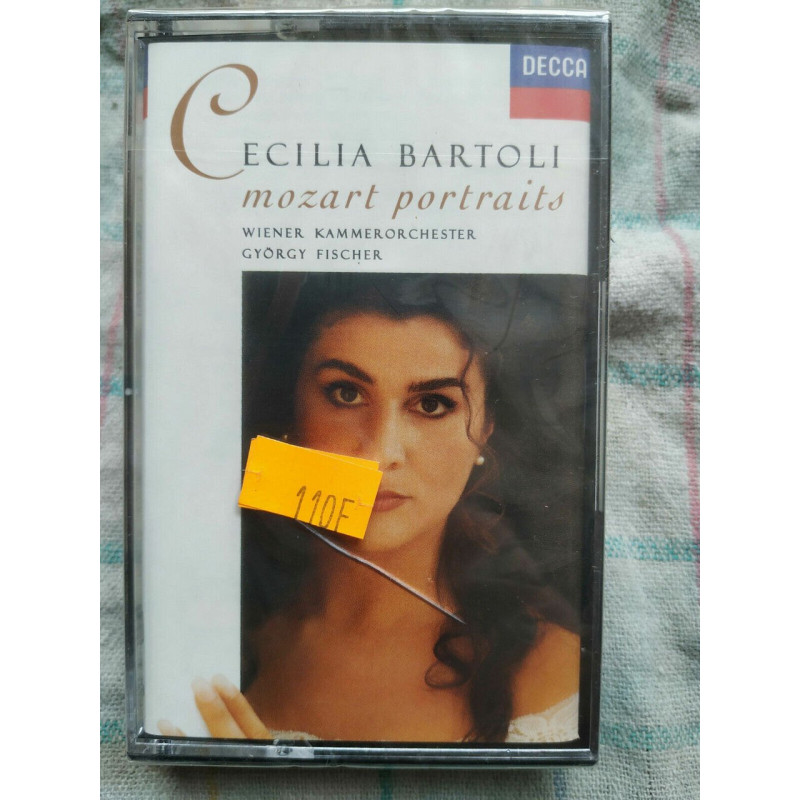 DECCA
CECILIA BARTOLI
mozart portraits
WIENER KAMMERORCHESTER
GYÖRGY FISCHER
110F